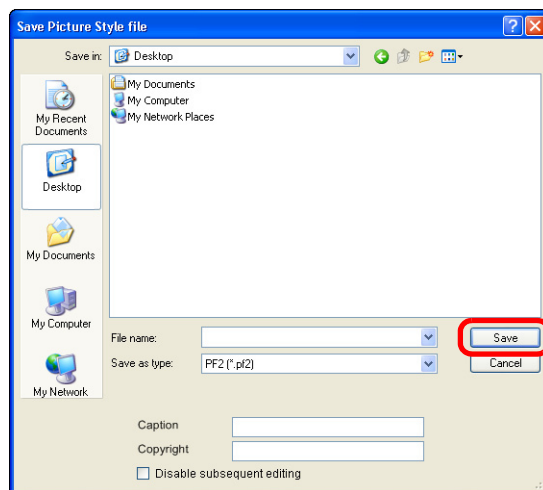 Save Picture Style file
Save in: Desktop
My Documents
My Computer
My Network Places
My Recent
Documents
Desktop
My Documents
My Computer
My Network
File name:
Save
Save as type: PF2 (*.pf2)
Cancel
Caption
Copyright
Disable subsequent editing